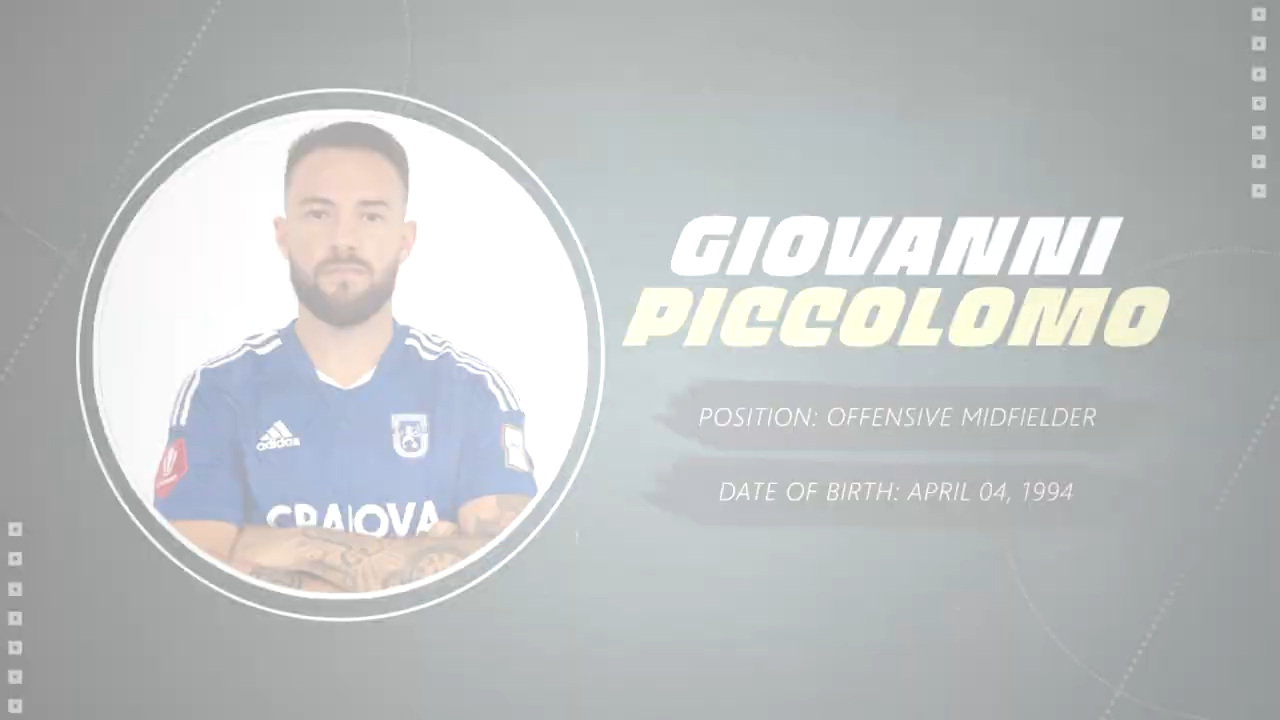 GIOVANNI
PICCOLOMO
POSITION: OFFENSIVE MIDFIELDER
DATE OF BIRTH: APRIL 04, 1994
adidas
CRAIOVA